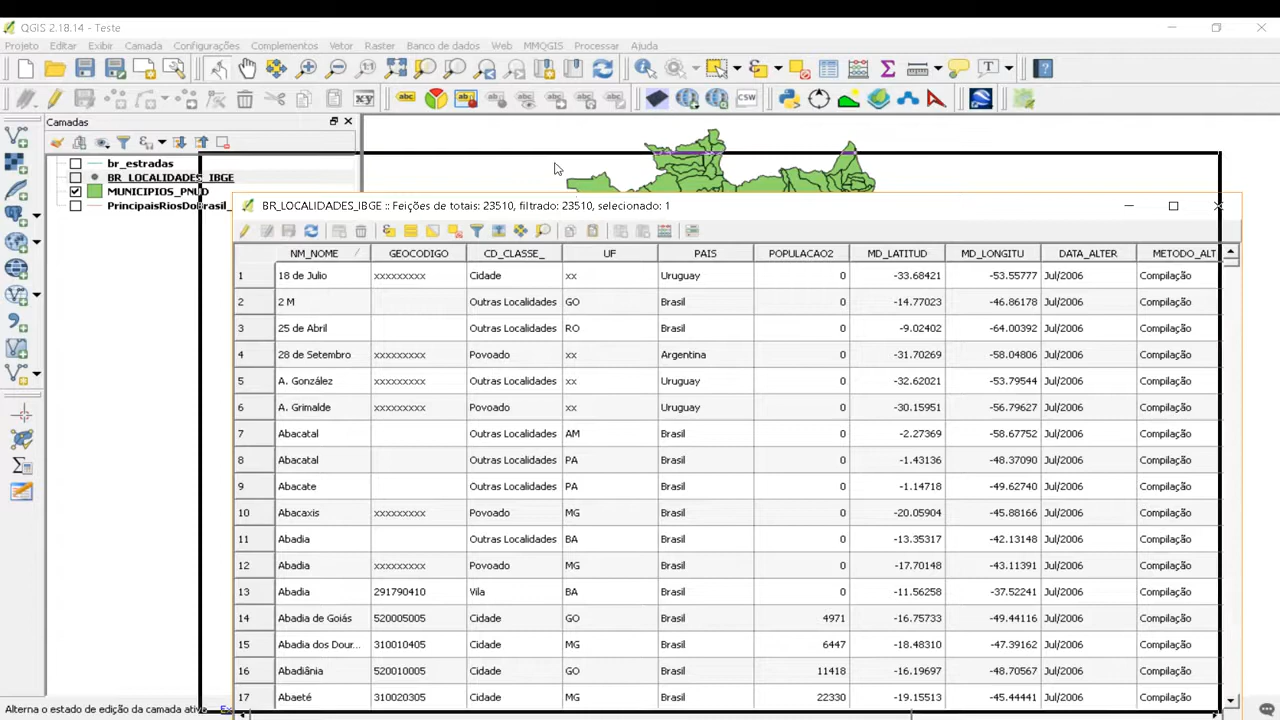 QGIS 2.18.14 - Teste
Projeto Editar Exibir Camada Configurações Complementos Vetor Raster Banco de dados Web MMQGIS Processar Ajuda
abc abc CSW
Camadas
br_estradas
BR_LOCALIDADES_IBGE
MUNICIPIOS_PNUD
PrincipaisRiosDoBrasil_
BR_LOCALIDADES_IBGE :: Feições de totais: 23510, filtrado: 23510, selecionado: 1
NM_NOME GEOCODIGO CD_CLASSE_ UF PAIS POPULACAO2 MD_LATITUD MD_LONGITU DATA_ALTER METODO_ALT
1 18 de Julio xxxxxxxxx Cidade xx Uruguay 0 -33.68421 -53.55777 Jul/2006 Compilação
2 2 M Outras Localidades GO Brasil 0 -14.77023 -46.86178 Jul/2006 Compilação
3 25 de Abril Outras Localidades RO Brasil 0 -9.02402 -64.00392 Jul/2006 Compilação
4 28 de Setembro xxxxxxxxx Povoado xx Argentina 0 -31.70269 -58.04806 Jul/2006 Compilação
5 A. González xxxxxxxxx Outras Localidades xx Uruguay 0 -32.62021 -53.79544 Jul/2006 Compilação
6 A. Grimalde xxxxxxxxx Povoado xx Uruguay 0 -30.15951 -56.79627 Jul/2006 Compilação
7 Abacatal Outras Localidades AM Brasil 0 -2.27369 -58.67752 Jul/2006 Compilação
8 Abacatal Outras Localidades PA Brasil 0 -1.43136 -48.37090 Jul/2006 Compilação
9 Abacate Outras Localidades PA Brasil 0 -1.14718 -49.62740 Jul/2006 Compilação
10 Abacaxis xxxxxxxxx Povoado MG Brasil 0 -20.05904 -45.88166 Jul/2006 Compilação
11 Abadia Outras Localidades BA Brasil 0 -13.35317 -42.13148 Jul/2006 Compilação
12 Abadia xxxxxxxxx Povoado MG Brasil 0 -17.70148 -43.11391 Jul/2006 Compilação
13 Abadia 291790410 Vila BA Brasil 0 -11.56258 -37.52241 Jul/2006 Compilação
14 Abadia de Goiás 520005005 Cidade GO Brasil 4971 -16.75733 -49.44116 Jul/2006 Compilação
15 Abadia dos Dour... 310010405 Cidade MG Brasil 6447 -18.48310 -47.39162 Jul/2006 Compilação
16 Abadiânia 520010005 Cidade GO Brasil 11418 -16.19697 -48.70567 Jul/2006 Compilação
17 Abaeté 310020305 Cidade MG Brasil 22330 -19.15513 -45.44441 Jul/2006 Compilação
Alterna o estado de edição da camada ativo